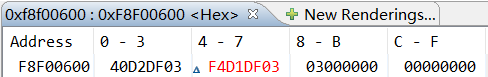 0xf8f00600 : 0xF8F00600 <Hex> New Renderings...
Address 0 - 3 4 - 7 8 - B C - F
F8F00600 40D2DF03 F4D1DF03 03000000 00000000